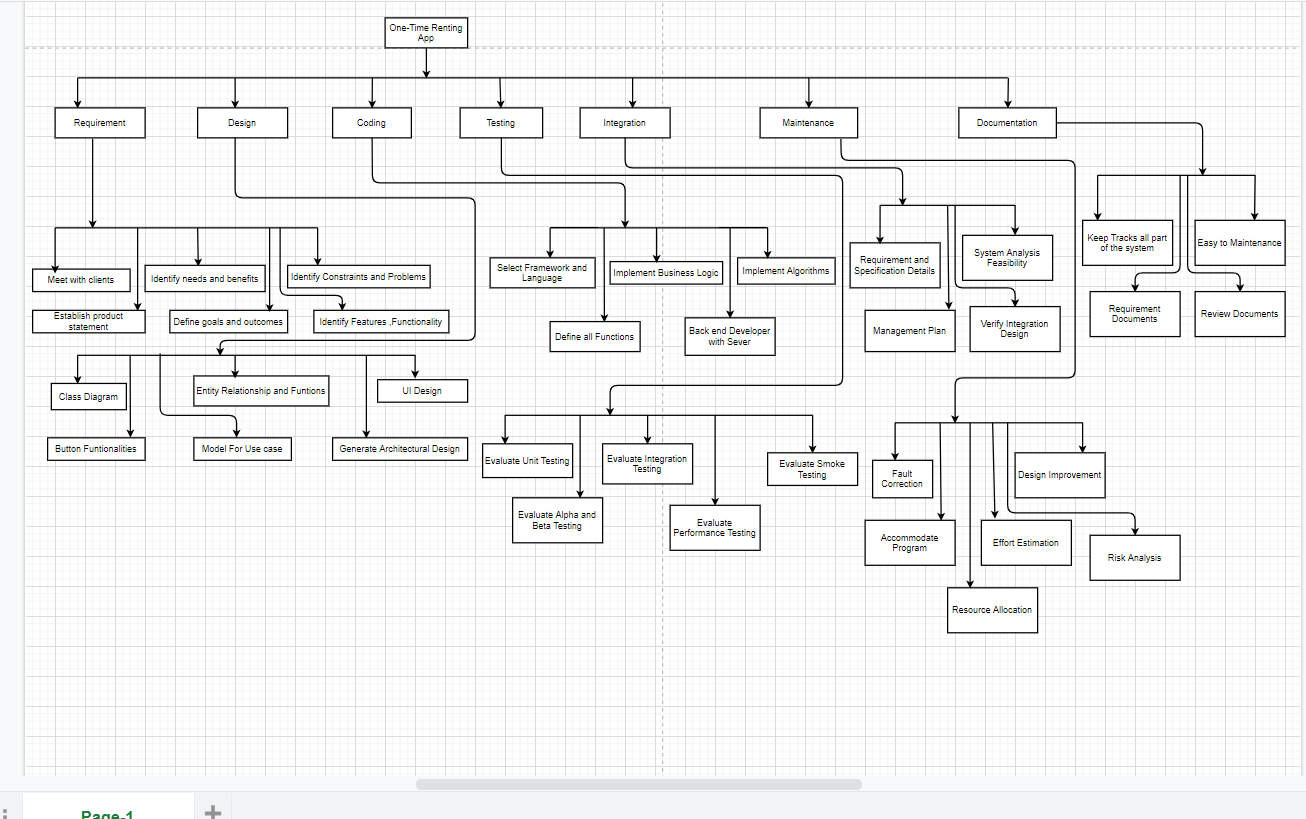 One-Time Renting
App
Requirement
Design
Coding
Testing
Integration
Maintenance
Documentation
Meet with clients
Identify needs and benefits
Identify Constraints and Problems
Establish product
statement
Define goals and outcomes
Identify Features ,Functionality
Select Framework and
Language
Implement Business Logic
Implement Algorithms
Define all Functions
Back end Developer
with Sever
Requirement and
Specification Details
System Analysis
Feasibility
Management Plan
Verify Integration
Design
Keep Tracks all part
of the system
Easy to Maintenance
Requirement
Documents
Review Documents
Class Diagram
Entity Relationship and Funtions
UI Design
Button Funtionalities
Model For Use case
Generate Architectural Design
Evaluate Unit Testing
Evaluate Integration
Testing
Evaluate Smoke
Testing
Evaluate Alpha and
Beta Testing
Evaluate
Performance Testing
Fault
Correction
Design Improvement
Accommodate
Program
Effort Estimation
Risk Analysis
Resource Allocation
Page-1